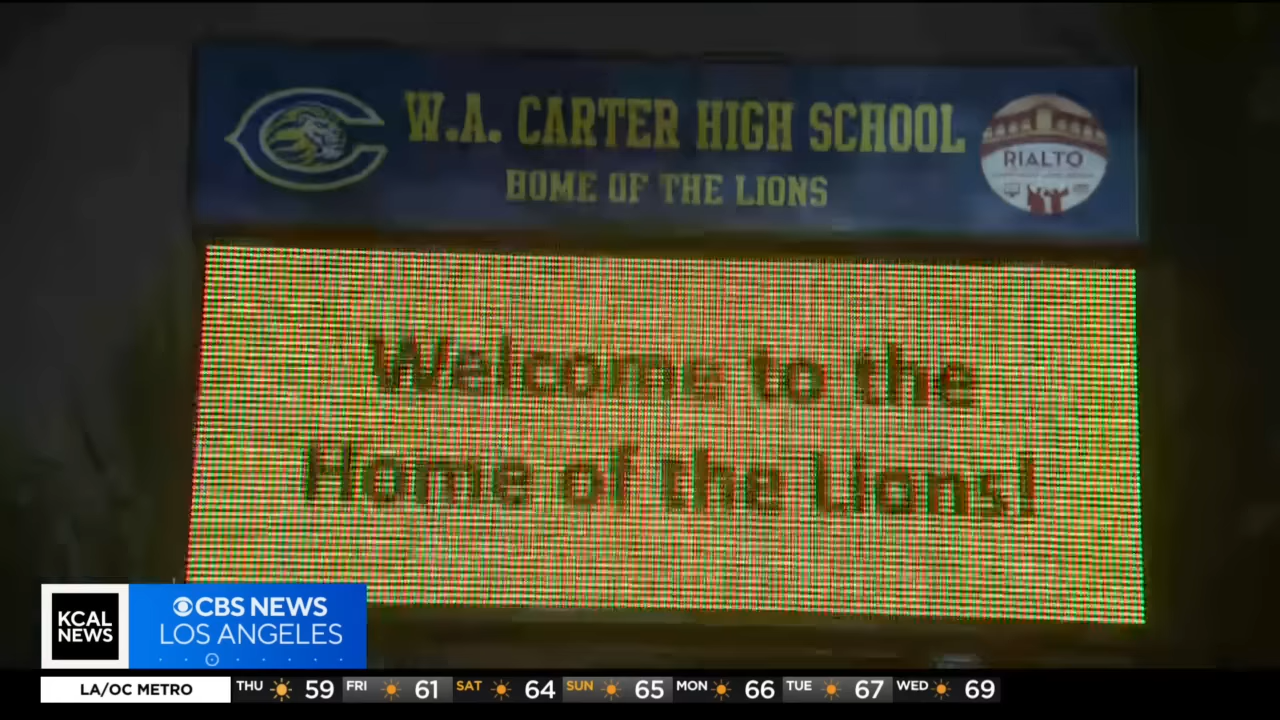 W.A. CARTER HIGH SCHOOL
HOME OF THE LIONS
RIALTO
Welcome to the
Home of the Lions!
KCAL
NEWS
CBS NEWS
LOS ANGELES
LA/OC METRO THU 59 FRI 61 SAT 64 SUN 65 MON 66 TUE 67 WED 69